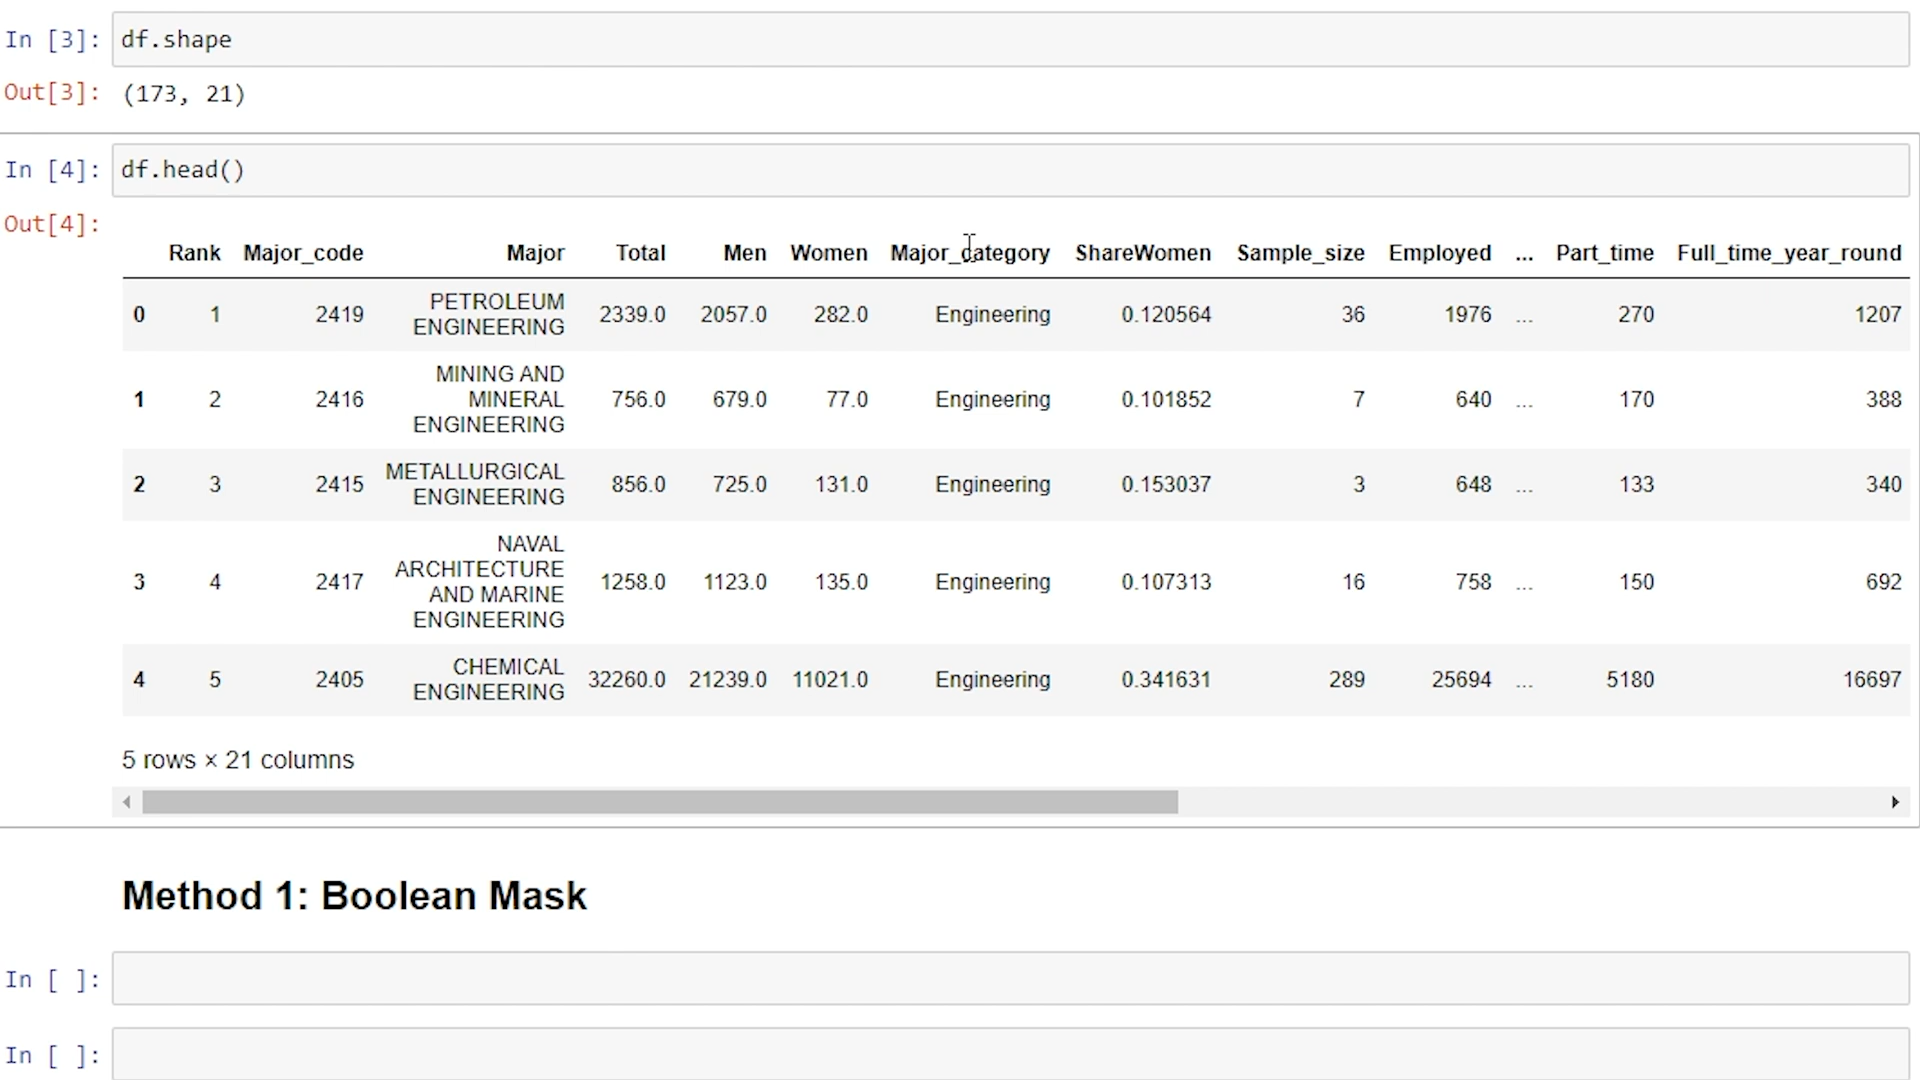 In [3]: df.shape
Out[3]: (173, 21)
In [4]: df.head()
Out[4]:
Rank Major_code Major Total Men Women Major_category ShareWomen Sample_size Employed ... Part_time Full_time_year_round
0 1 2419 PETROLEUM ENGINEERING 2339.0 2057.0 282.0 Engineering 0.120564 36 1976 ... 270 1207
1 2 2416 MINING AND MINERAL ENGINEERING 756.0 679.0 77.0 Engineering 0.101852 7 640 ... 170 388
2 3 2415 METALLURGICAL ENGINEERING 856.0 725.0 131.0 Engineering 0.153037 3 648 ... 133 340
3 4 2417 NAVAL ARCHITECTURE AND MARINE ENGINEERING 1258.0 1123.0 135.0 Engineering 0.107313 16 758 ... 150 692
4 5 2405 CHEMICAL ENGINEERING 32260.0 21239.0 11021.0 Engineering 0.341631 289 25694 ... 5180 16697
5 rows × 21 columns
Method 1: Boolean Mask
In [ ]:
In [ ]: